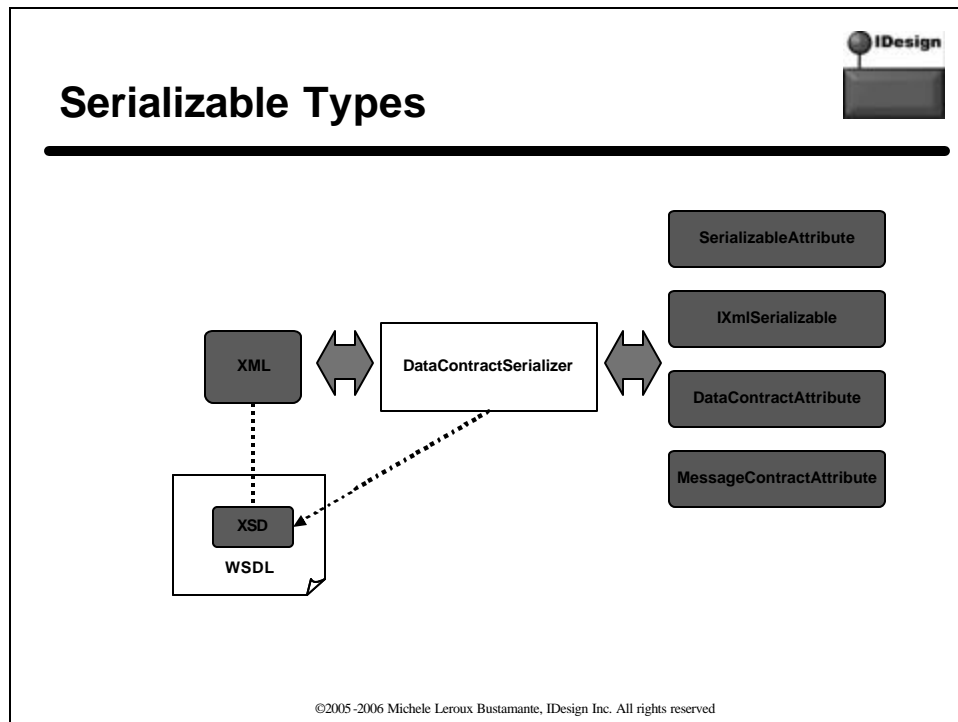 IDesign
Serializable Types
SerializableAttribute
IXmlSerializable
XML
DataContractSerializer
DataContractAttribute
MessageContractAttribute
XSD
WSDL
©2005-2006 Michele Leroux Bustamante, IDesign Inc. All rights reserved